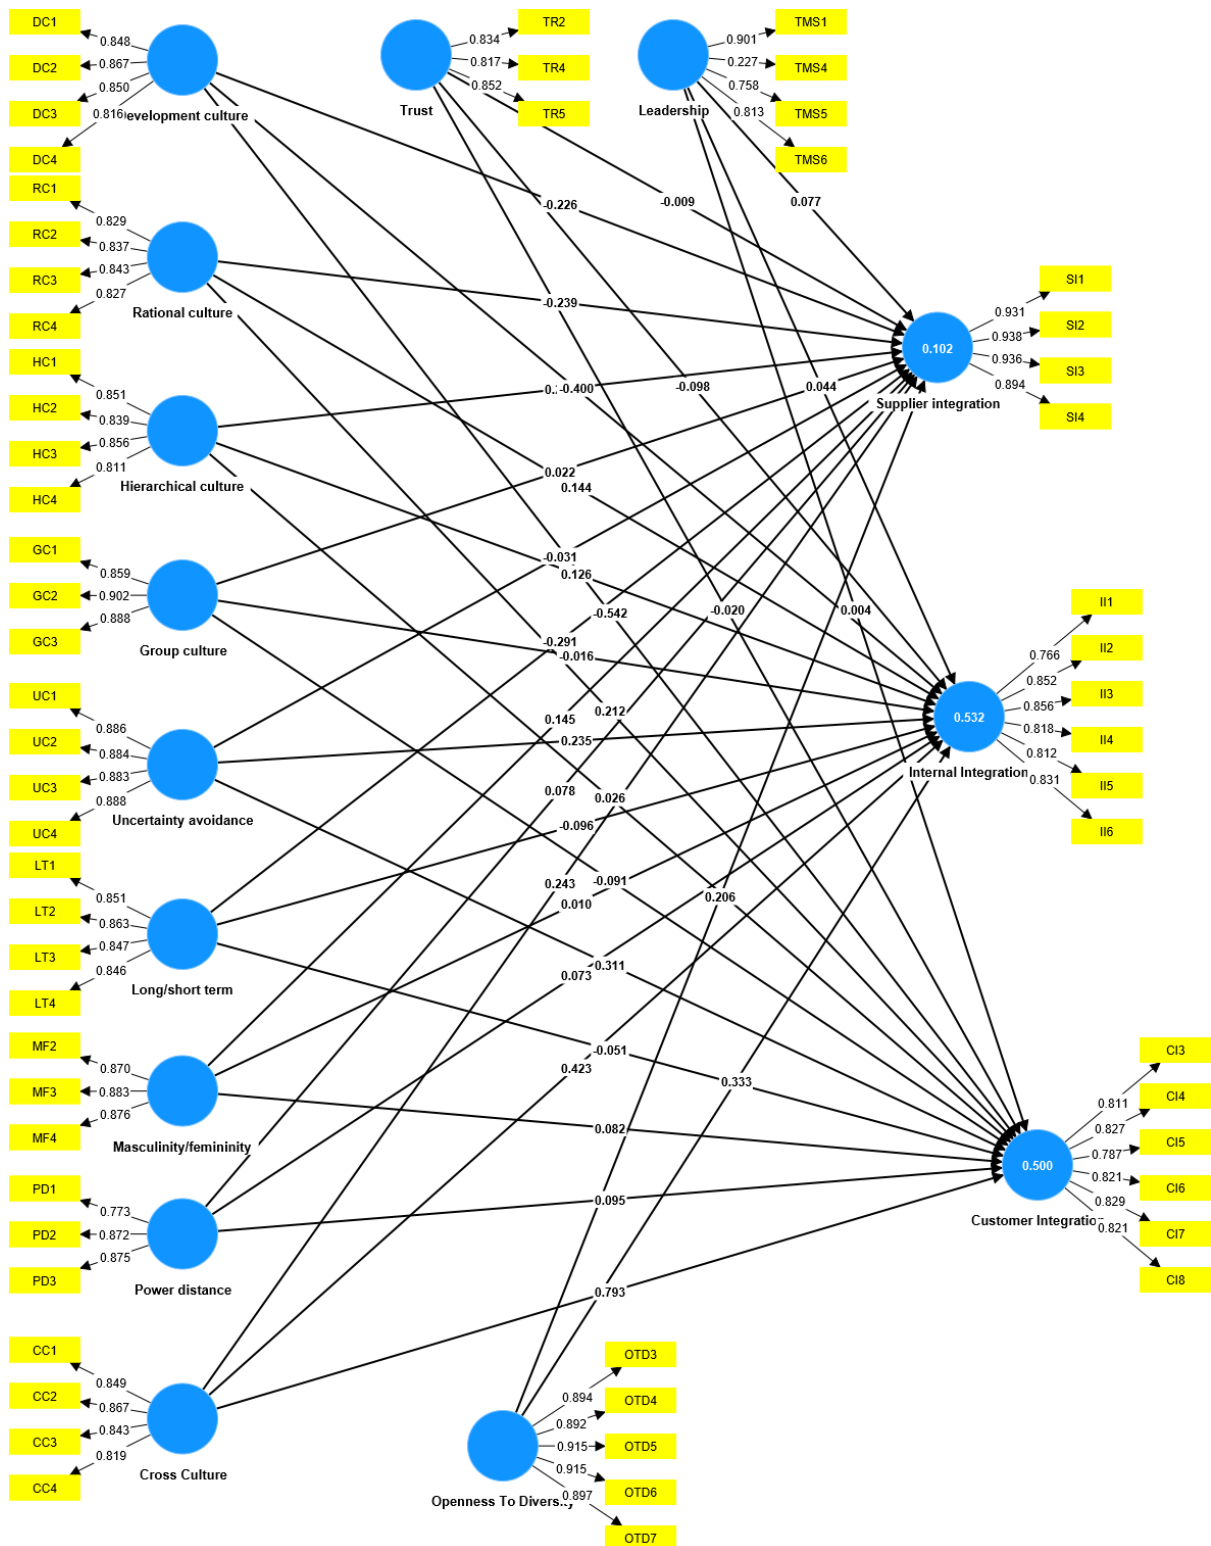 DC1
DC2
DC3
DC4
0.848
0.867
0.850
0.816
culture
TR2
TR4
TR5
0.834
0.817
0.852
Trust
TMS1
TMS4
TMS5
TMS6
0.901
0.227
0.758
0.813
Leadership
RC1
RC2
RC3
RC4
0.829
0.837
0.843
0.827
Rational culture
HC1
HC2
HC3
HC4
0.851
0.839
0.856
0.811
Hierarchical culture
GC1
GC2
GC3
0.859
0.902
0.888
Group culture
UC1
UC2
UC3
UC4
0.886
0.884
0.883
0.888
Uncertainty avoidance
LT1
LT2
LT3
LT4
0.851
0.863
0.847
0.846
Long/short term
MF2
MF3
MF4
0.870
0.883
0.876
Masculinity/femininity
PD1
PD2
PD3
0.773
0.872
0.875
Power distance
CC1
CC2
CC3
CC4
0.849
0.867
0.843
0.819
Cross Culture
-0.226
-0.009
0.077
-0.239
-0.400
-0.098
0.044
0.022
0.144
-0.031
0.126
-0.542
-0.020
0.004
-0.291
-0.016
0.145
0.212
0.235
0.078
0.026
-0.096
0.243
-0.091
0.010
0.206
0.311
0.073
-0.051
0.423
0.333
0.082
0.095
0.793
SI1
SI2
SI3
SI4
0.931
0.938
0.936
0.894
0.102
Supplier integration
II1
II2
II3
II4
II5
II6
0.766
0.852
0.856
0.818
0.812
0.831
0.532
Internal Integration
CI3
CI4
CI5
CI6
CI7
CI8
0.811
0.827
0.787
0.821
0.829
0.821
0.500
Customer
OTD3
OTD4
OTD5
OTD6
OTD7
0.894
0.892
0.915
0.915
0.897
Openness To